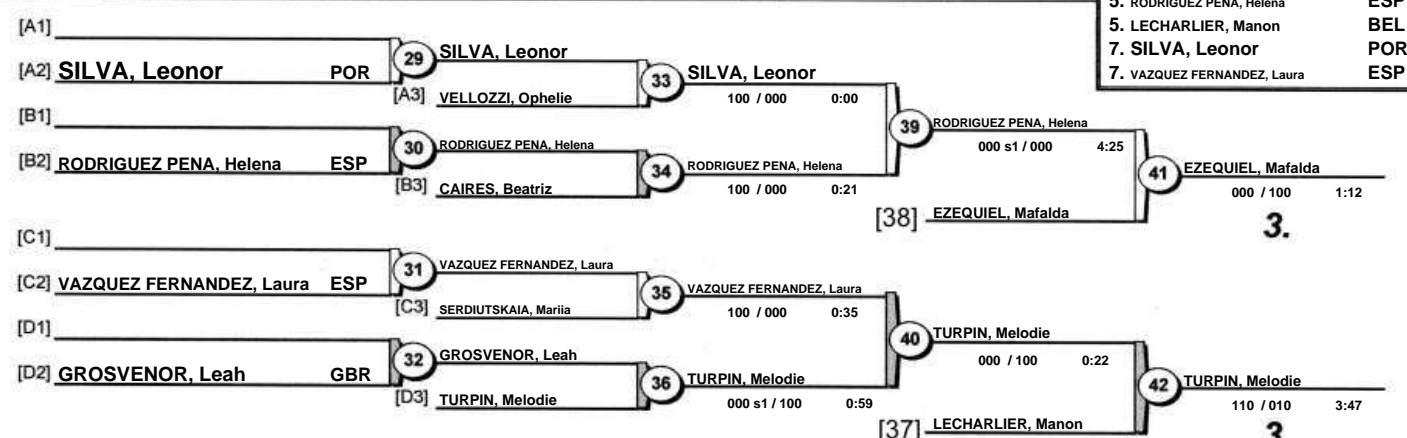 5. RODRIGUEZ PENA, Helena ESP
5. LECHARLIER, Manon BEL
7. SILVA, Leonor POR
7. VAZQUEZ FERNANDEZ, Laura ESP
[A1]
[A2] SILVA, Leonor POR
29
SILVA, Leonor
[A3] VELLOZZI, Ophelie
33
SILVA, Leonor
100 / 000 0:00
[B1]
[B2] RODRIGUEZ PENA, Helena ESP
30
RODRIGUEZ PENA, Helena
[B3] CAIRES, Beatriz
34
RODRIGUEZ PENA, Helena
100 / 000 0:21
39
RODRIGUEZ PENA, Helena
000 s1 / 000 4:25
[38] EZEQUIEL, Mafalda
41
EZEQUIEL, Mafalda
000 / 100 1:12
3.
[C1]
[C2] VAZQUEZ FERNANDEZ, Laura ESP
31
VAZQUEZ FERNANDEZ, Laura
[C3] SERDIUTSKAIA, Mariia
35
VAZQUEZ FERNANDEZ, Laura
100 / 000 0:35
[D1]
[D2] GROSVENOR, Leah GBR
32
GROSVENOR, Leah
[D3] TURPIN, Melodie
36
TURPIN, Melodie
000 s1 / 100 0:59
40
TURPIN, Melodie
000 / 100 0:22
[37] LECHARLIER, Manon
42
TURPIN, Melodie
110 / 010 3:47
3